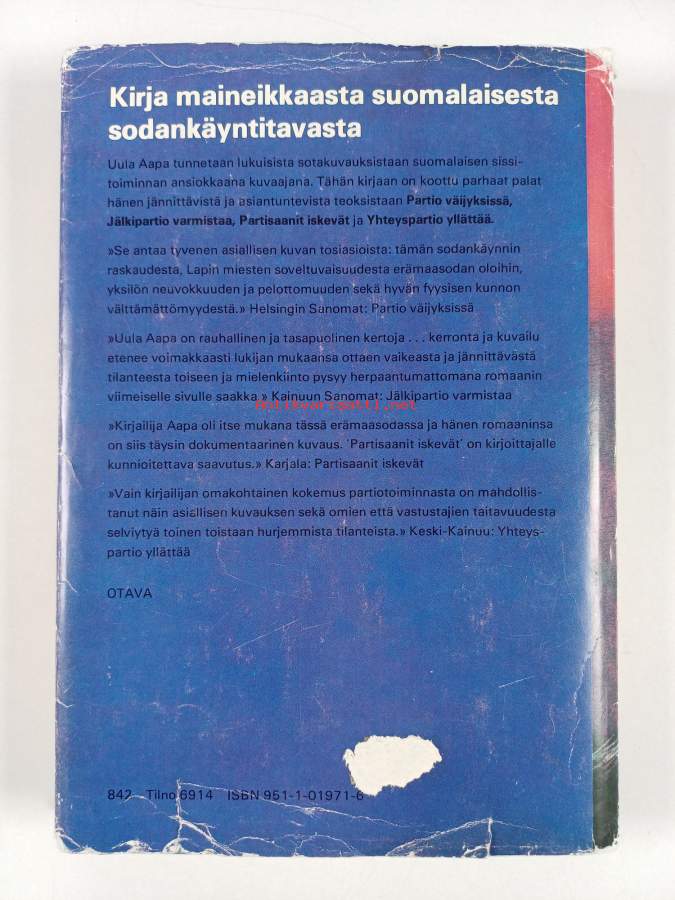 Kirja maineikkaasta suomalaisesta
sodankäyntitavasta
Uula Aapa tunnetaan lukuisista sotakuvauksistaan suomalaisen sissi-
toiminnan ansiokkaana kuvaajana. Tähän kirjaan on koottu parhaat palat
hänen jännittävistä ja asiantuntevista teoksistaan Partio väijyksissä,
Jälkipartio varmistaa, Partisaanit iskevät ja Yhteyspartio yllättää.
»Se antaa tyvenen asiallisen kuvan tosiasioista: tämän sodankäynnin
raskaudesta, Lapin miesten soveltuvaisuudesta erämaasodan oloihin,
yksilön neuvokkuuden ja pelottomuuden sekä hyvän fyysisen kunnon
välttämättömyydestä.» Helsingin Sanomat: Partio väijyksissä
»Uula Aapa on rauhallinen ja tasapuolinen kertoja . . . kerronta ja kuvailu
etenee voimakkaasti lukijan mukaansa ottaen vaikeasta ja jännittävästä
tilanteesta toiseen ja mielenkiinto pysyy herpaantumattomana romaanin
viimeiselle sivulle saakka.» Kainuun Sanomat: Jälkipartio varmistaa
antikvariaatti.net
»Kirjailija Aapa oli itse mukana tässä erämaasodassa ja hänen romaaninsa
on siis täysin dokumentaarinen kuvaus. 'Partisaanit iskevät' on kirjoittajalle
kunnioitettava saavutus.» Karjala: Partisaanit iskevät
»Vain kirjailijan omakohtainen kokemus partiotoiminnasta on mahdollis-
tanut näin asiallisen kuvauksen sekä omien että vastustajien taitavuudesta
selviytyä toinen toistaan hurjemmista tilanteista.» Keski-Kainuu: Yhteys-
partio yllättää
OTAVA
842 Tilno 6914 ISBN 951-1-01971-6